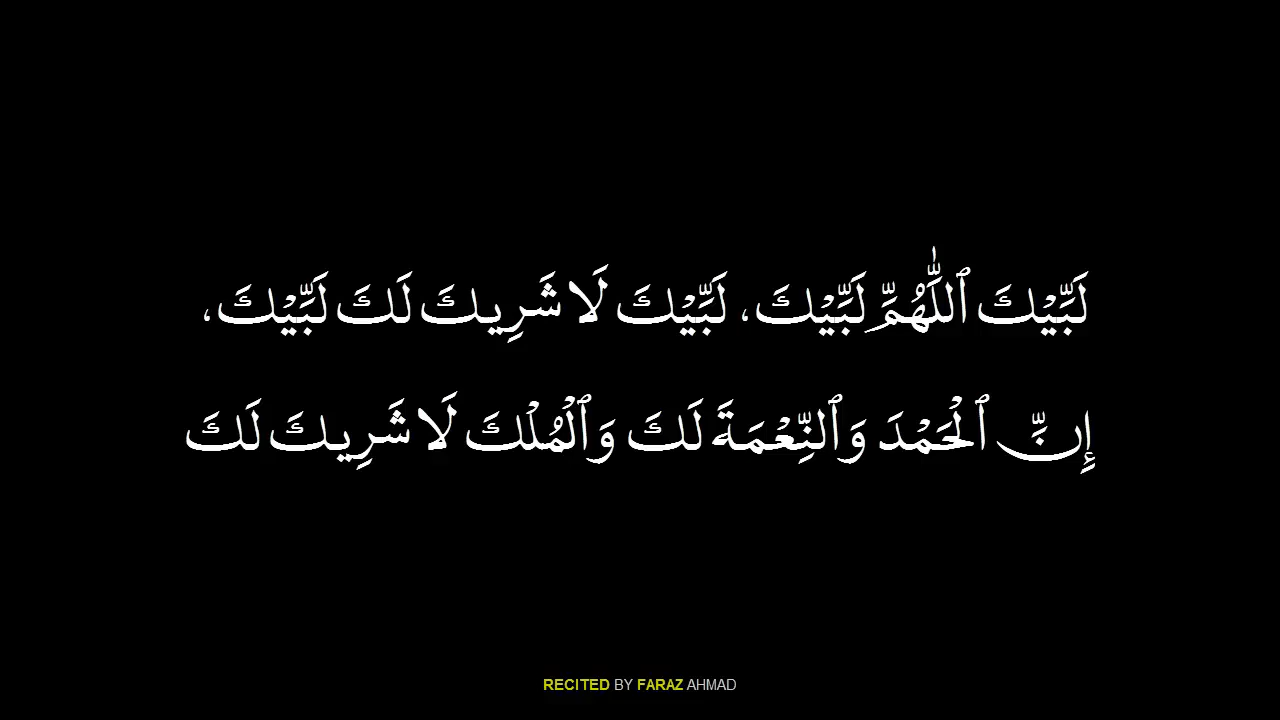 لَبَّيْكَ ٱللَّٰهُمَّ لَبَّيْكَ، لَبَّيْكَ لَا شَرِيكَ لَكَ لَبَّيْكَ،
إِنَّ ٱلْحَمْدَ وَٱلنِّعْمَةَ لَكَ وَٱلْمُلْكَ لَا شَرِيكَ لَكَ
RECITED BY FARAZ AHMAD